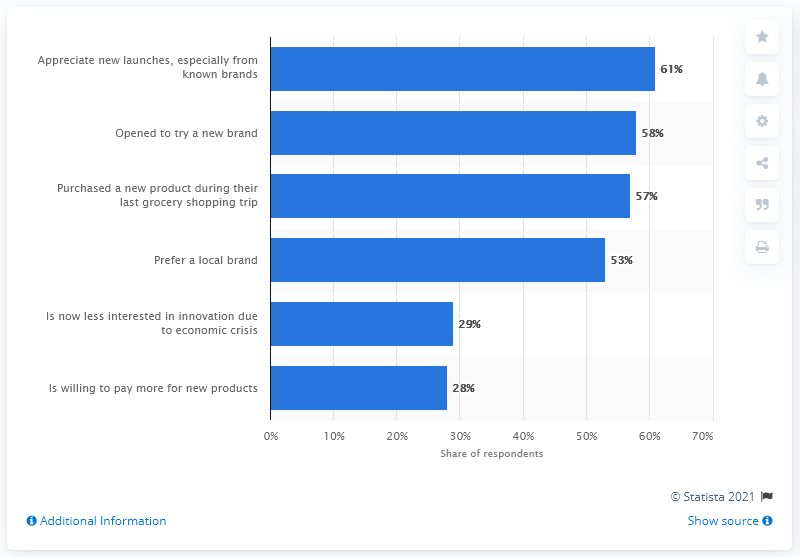 Appreciate new launches, especially from
known brands
61%
Opened to try a new brand
58%
Purchased a new product during their
last grocery shopping trip
57%
Prefer a local brand
53%
Is now less interested in innovation due
to economic crisis
29%
Is willing to pay more for new products
28%
0% 10% 20% 30% 40% 50% 60% 70%
Share of respondents
© Statista 2021
Additional Information
Show source